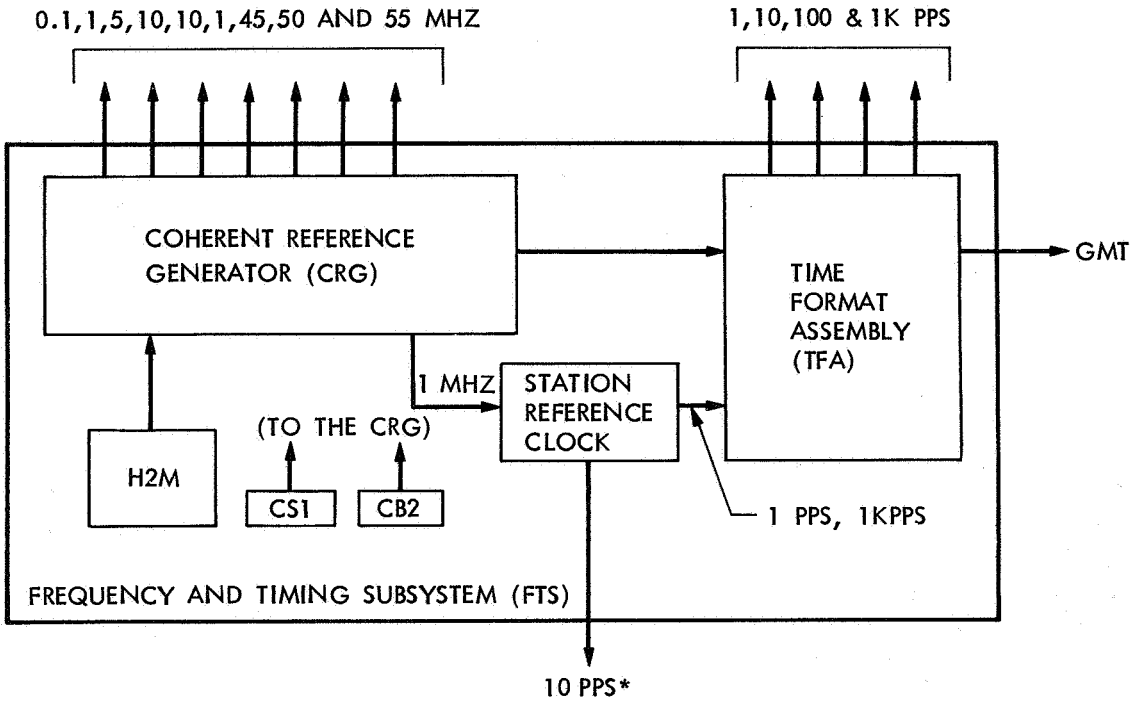 0.1,1,5,10,10,1,45,50 AND 55 MHZ
1,10,100 & 1K PPS
COHERENT REFERENCE
GENERATOR (CRG)
GMT
TIME
FORMAT
ASSEMBLY
(TFA)
1 MHZ
STATION
REFERENCE
CLOCK
(TO THE CRG)
H2M
CS1
CB2
1 PPS, 1KPPS
FREQUENCY AND TIMING SUBSYSTEM (FTS)
10 PPS*